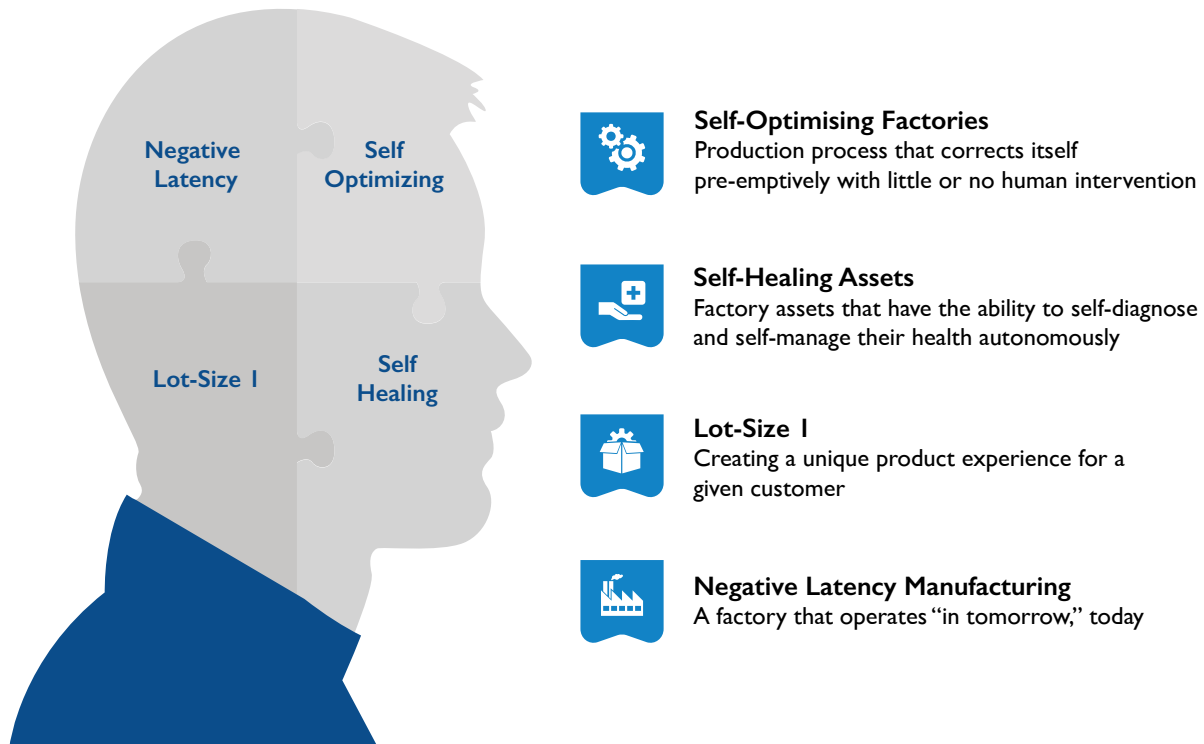 Negative
Latency
Self
Optimizing
Lot-Size 1
Self
Healing
Self-Optimising Factories
Production process that corrects itself
pre-emptively with little or no human intervention
Self-Healing Assets
Factory assets that have the ability to self-diagnose
and self-manage their health autonomously
Lot-Size 1
Creating a unique product experience for a
given customer
Negative Latency Manufacturing
A factory that operates “in tomorrow,” today